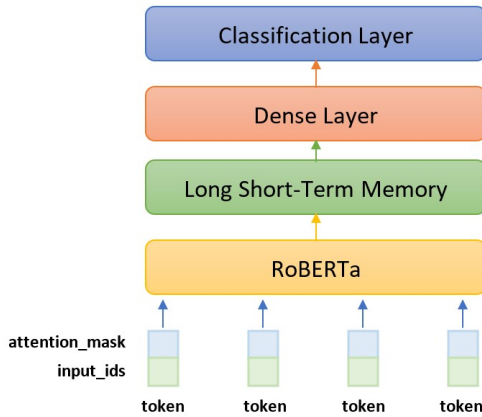 Classification Layer
Dense Layer
Long Short-Term Memory
RoBERTa
attention_mask
input_ids
token token token token